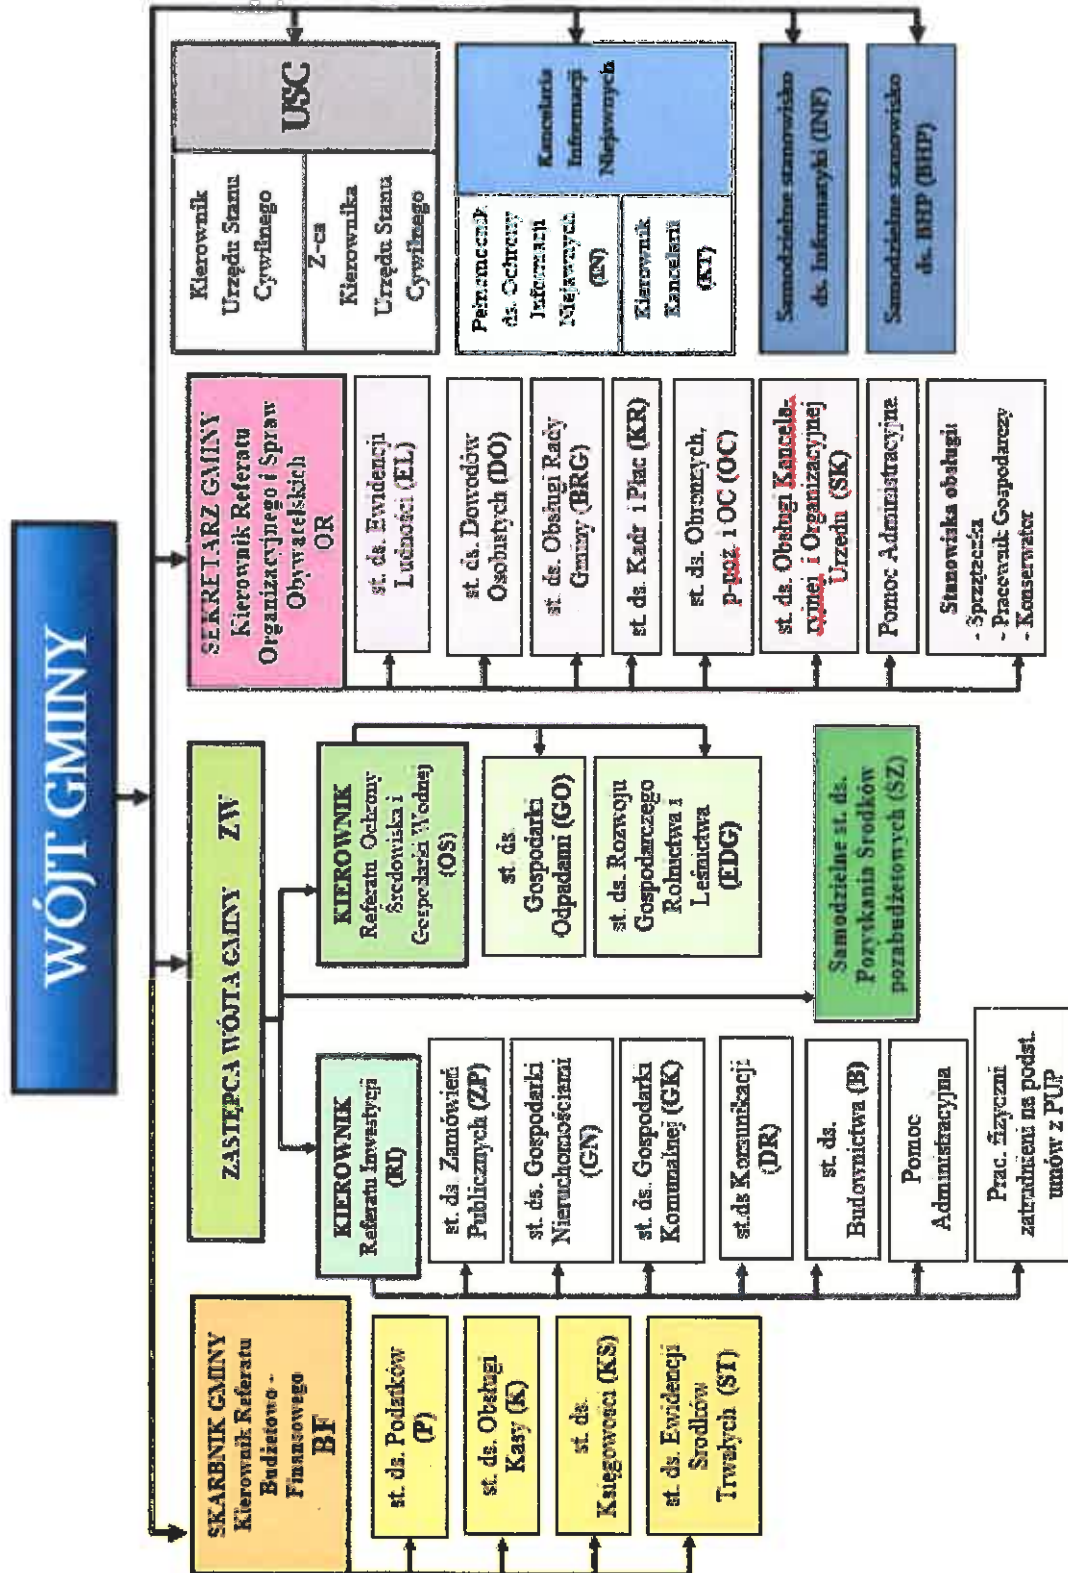 WÓJT GMINY
SKARBNIK GMINY
Kierownik Referatu
Budżetowo -
Finansowego
BF
st. ds. Podatków
(P)
st. ds. Obsługi
Kasy (K)
st. ds.
Księgowości (KS)
st. ds. Ewidencji
Środków
Trwałych (ST)
ZASTĘPCA WÓJTA GMINY ZW
KIEROWNIK
Referatu Inwestycji
(RI)
st. ds. Zamówień
Publicznych (ZP)
st. ds. Gospodarki
Nieruchomościami
(GN)
st. ds. Gospodarki
Komunalnej (GK)
st.ds Komunikacji
(DR)
st. ds.
Budownictwa (B)
Pomoc
Administracyjna
Prac. fizyczni
zatrudnieni na podst.
umów z PUP
KIEROWNIK
Referatu Ochrony
Środowiska i
Gospodarki Wodnej
(OS)
st. ds.
Gospodarki
Odpadami (GO)
st. ds. Rozwoju
Gospodarczego
Rolnictwa i
Leśnictwa
(EDG)
Samodzielne st. ds.
Pozyskania Środków
pozabudżetowych (SZ)
SEKRETARZ GMINY
Kierownik Referatu
Organizacyjnego i Spraw
Obywatelskich
OR
st. ds. Ewidencji
Ludności (EL)
st. ds. Dowodów
Osobistych (DO)
st. ds. Obsługi Rady
Gminy (BRG)
st. ds. Kadr i Płac (KR)
st. ds. Obronnych,
p-poż i OC (OC)
st. ds. Obsługi Kancela-
ryjnej i Organizacyjnej
Urzędu (SK)
Pomoc Administracyjna
Stanowiska obsługi:
- Sprzątaczka
- Pracownik Gospodarczy
- Konserwator
Kierownik
Urzędu Stanu
Cywilnego
Z-ca
Kierownika
Urzędu Stanu
Cywilnego
USC
Pełnomocnik
ds. Ochrony
Informacji
Niejawnych
(IN)
Kierownik
Kancelarii
(KT)
Kancelaria
Informacji
Niejawnych
Samodzielne stanowisko
ds. Informatyki (INF)
Samodzielne stanowisko
ds. BHP (BHP)